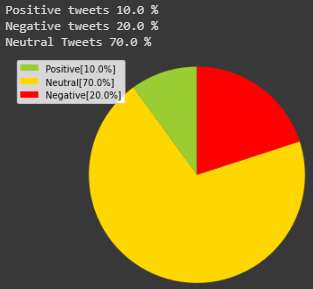 Positive tweets 10.0 %
Negative tweets 20.0 %
Neutral Tweets 70.0 %
Positive[10.0%]
Neutral[70.0%]
Negative[20.0%]